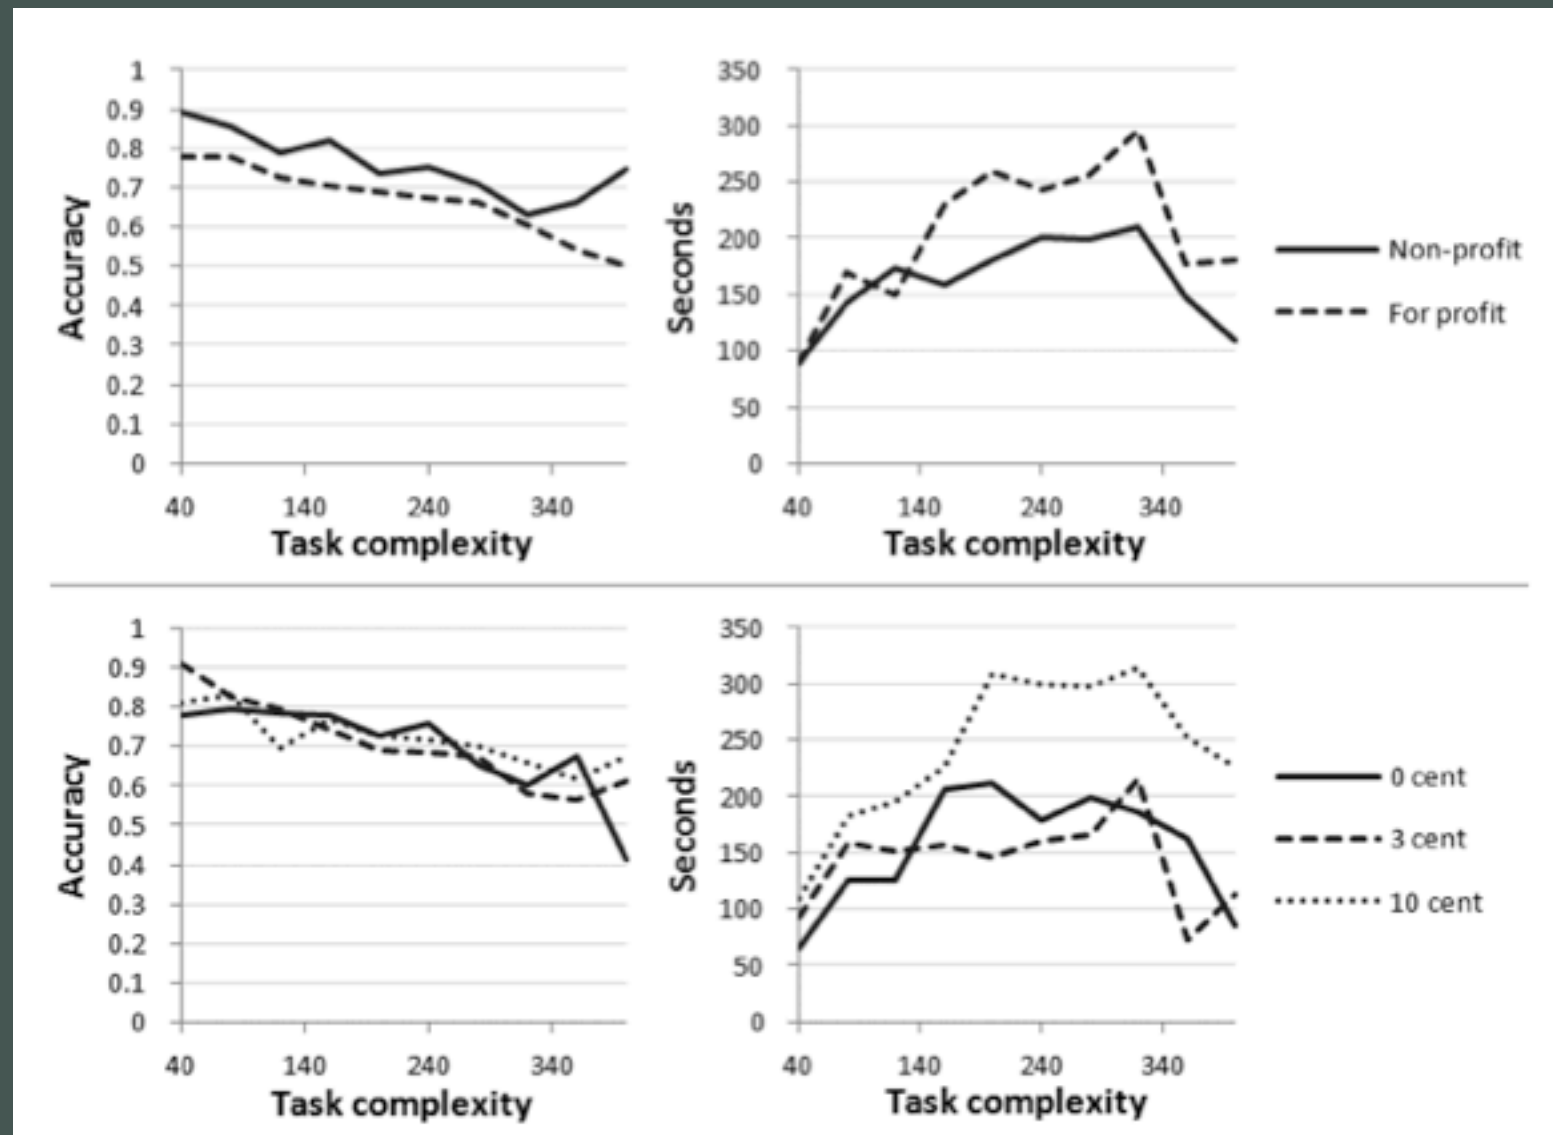 1
0.9
0.8
0.7
0.6
0.5
0.4
0.3
0.2
0.1
0
Accuracy
40 140 240 340
Task complexity
350
300
250
200
150
100
50
0
Seconds
40 140 240 340
Task complexity
Non-profit
For profit
1
0.9
0.8
0.7
0.6
0.5
0.4
0.3
0.2
0.1
0
Accuracy
40 140 240 340
Task complexity
350
300
250
200
150
100
50
0
Seconds
40 140 240 340
Task complexity
0 cent
3 cent
10 cent